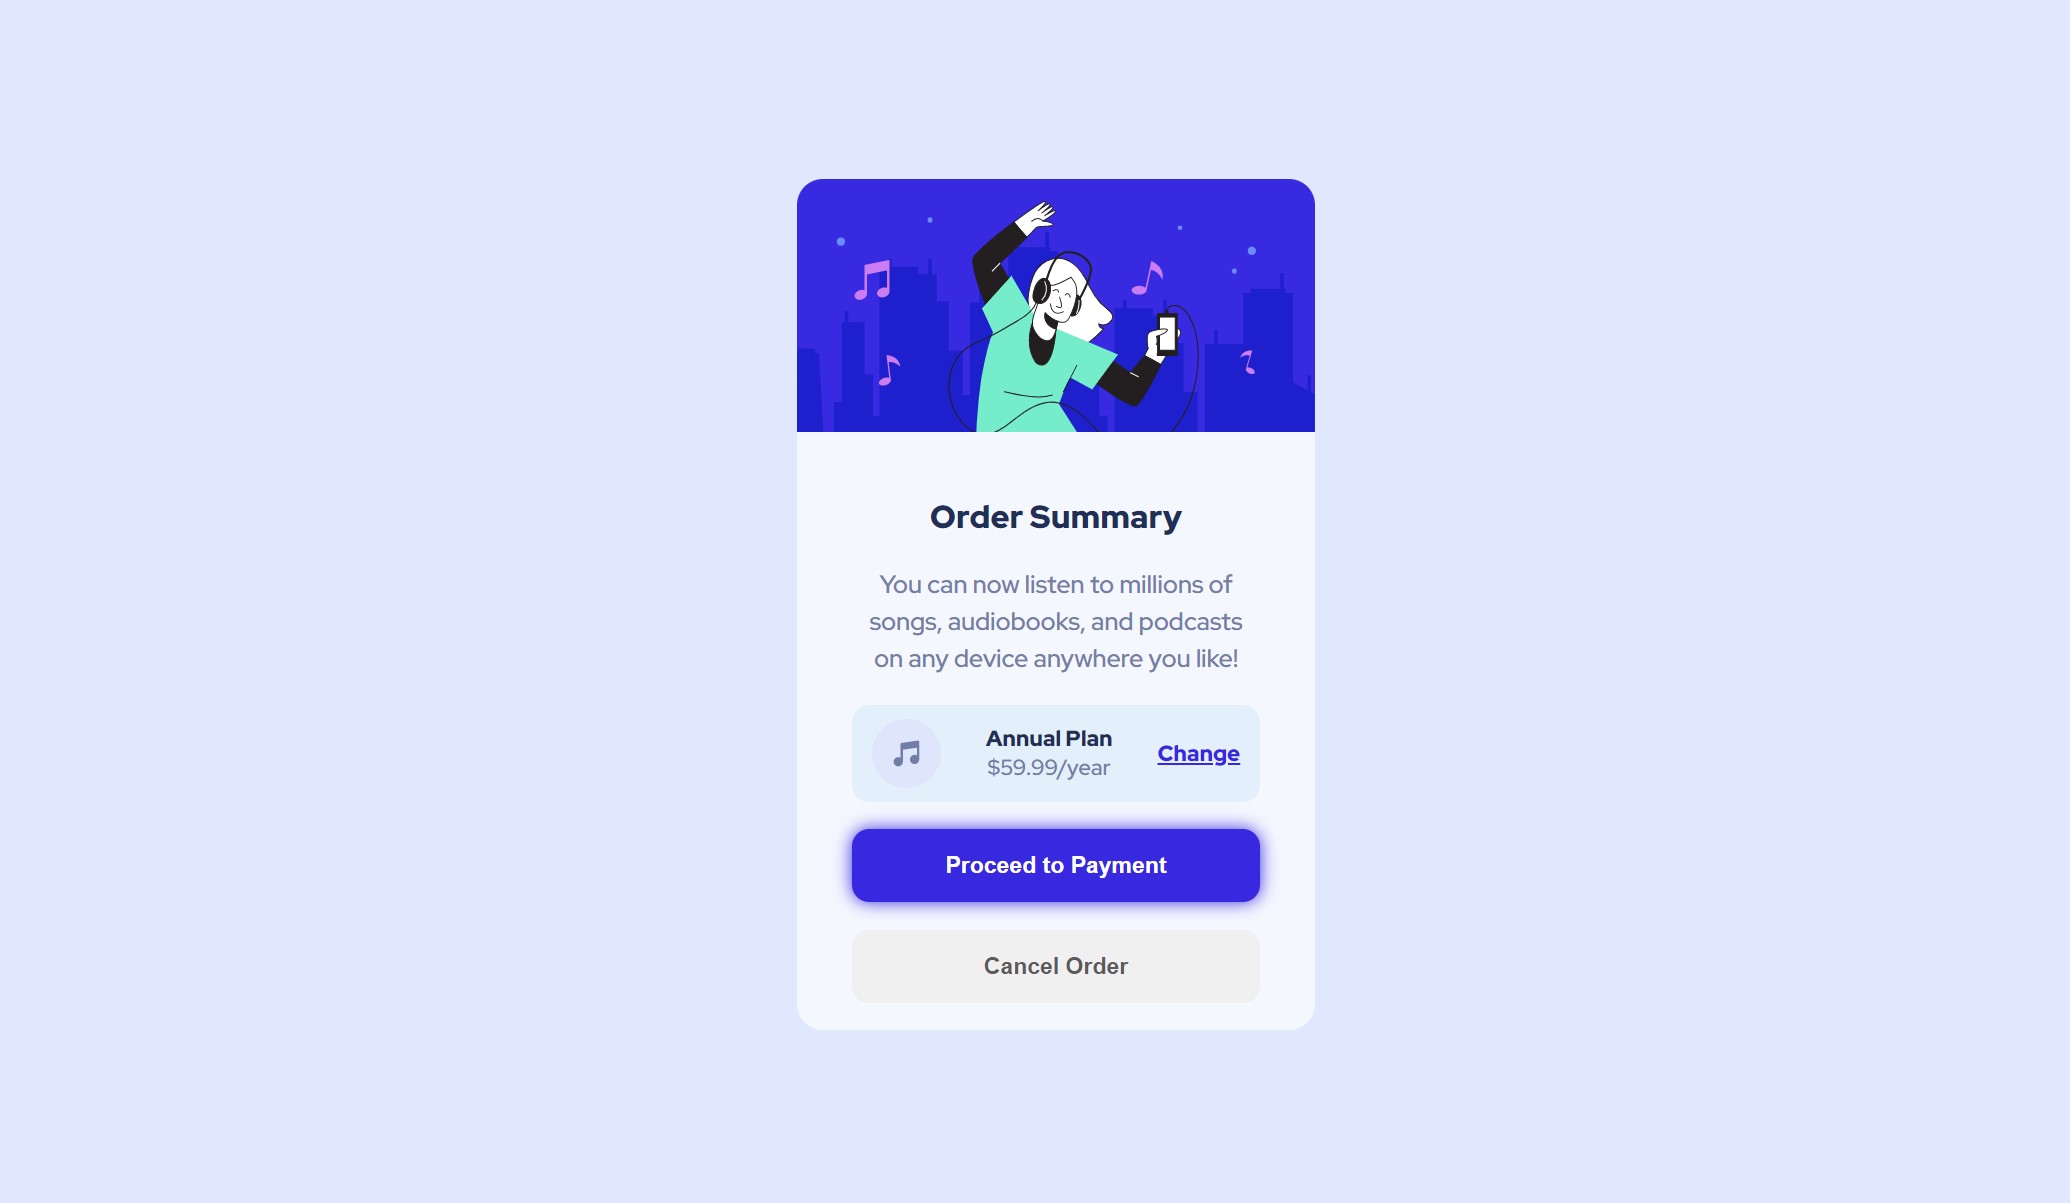 Order Summary
You can now listen to millions of
songs, audiobooks, and podcasts
on any device anywhere you like!
Annual Plan
$59.99/year
Change
Proceed to Payment
Cancel Order